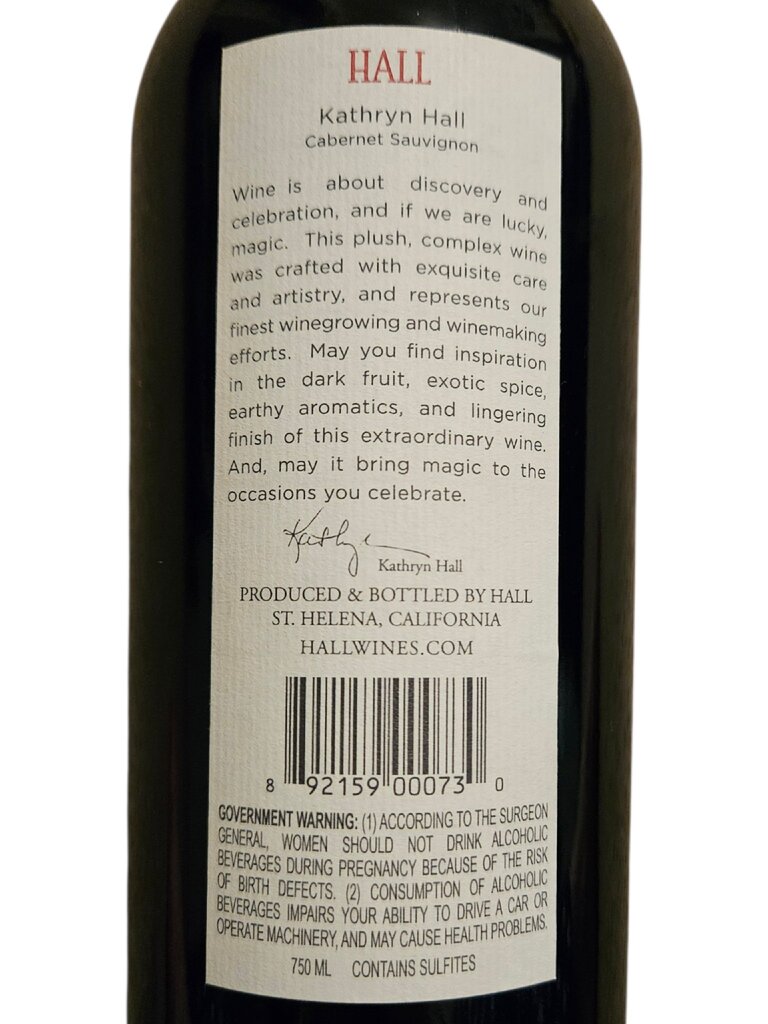 HALL
Kathryn Hall
Cabernet Sauvignon
Wine is about discovery and
celebration, and if we are lucky,
magic. This plush, complex wine
was crafted with exquisite care
and artistry, and represents our
finest winegrowing and winemaking
efforts. May you find inspiration
in the dark fruit, exotic spice,
earthy aromatics, and lingering
finish of this extraordinary wine.
And, may it bring magic to the
occasions you celebrate.
Kathryn Hall
PRODUCED & BOTTLED BY HALL
ST. HELENA, CALIFORNIA
HALLWINES.COM
8 92159 00073 0
GOVERNMENT WARNING: (1) ACCORDING TO THE SURGEON
GENERAL, WOMEN SHOULD NOT DRINK ALCOHOLIC
BEVERAGES DURING PREGNANCY BECAUSE OF THE RISK
OF BIRTH DEFECTS. (2) CONSUMPTION OF ALCOHOLIC
BEVERAGES IMPAIRS YOUR ABILITY TO DRIVE A CAR OR
OPERATE MACHINERY, AND MAY CAUSE HEALTH PROBLEMS.
750 ML CONTAINS SULFITES